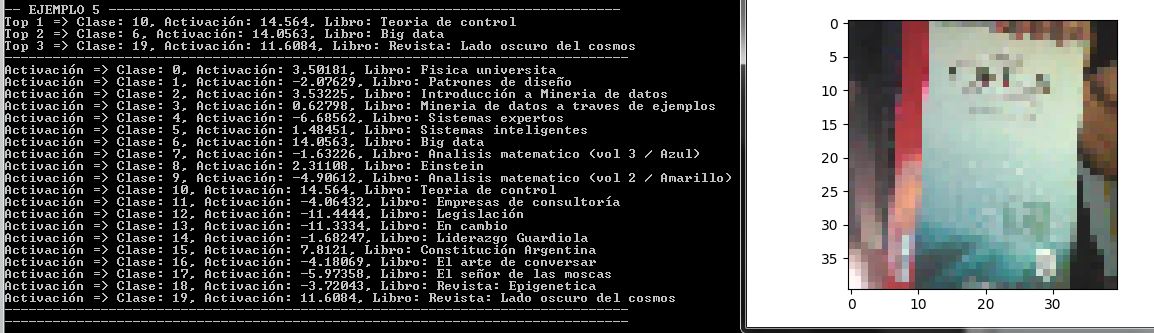 -- EJEMPLO 5 --
Top 1 => Clase: 10, Activación: 14.564, Libro: Teoria de control
Top 2 => Clase: 6, Activación: 14.0563, Libro: Big data
Top 3 => Clase: 19, Activación: 11.6084, Libro: Revista: Lado oscuro del cosmos
Activación => Clase: 0, Activación: 3.50181, Libro: Fisica universita
Activación => Clase: 1, Activación: -2.07629, Libro: Patrones de diseño
Activación => Clase: 2, Activación: 3.53225, Libro: Introducción a Mineria de datos
Activación => Clase: 3, Activación: 0.62798, Libro: Mineria de datos a traves de ejemplos
Activación => Clase: 4, Activación: -6.68562, Libro: Sistemas expertos
Activación => Clase: 5, Activación: 1.48451, Libro: Sistemas inteligentes
Activación => Clase: 6, Activación: 14.0563, Libro: Big data
Activación => Clase: 7, Activación: -1.63226, Libro: Analisis matematico (vol 3 / Azul)
Activación => Clase: 8, Activación: 2.31108, Libro: Einstein
Activación => Clase: 9, Activación: -4.90612, Libro: Analisis matematico (vol 2 / Amarillo)
Activación => Clase: 10, Activación: 14.564, Libro: Teoria de control
Activación => Clase: 11, Activación: -4.06432, Libro: Empresas de consultoría
Activación => Clase: 12, Activación: -11.4444, Libro: Legislación
Activación => Clase: 13, Activación: -11.3334, Libro: En cambio
Activación => Clase: 14, Activación: -1.68247, Libro: Liderazgo Guardiola
Activación => Clase: 15, Activación: 7.8121, Libro: Constitución Argentina
Activación => Clase: 16, Activación: -4.18069, Libro: El arte de conversar
Activación => Clase: 17, Activación: -5.97358, Libro: El señor de las moscas
Activación => Clase: 18, Activación: -3.72043, Libro: Revista: Epigenetica
Activación => Clase: 19, Activación: 11.6084, Libro: Revista: Lado oscuro del cosmos
0
5
10
15
20
25
30
35
0 10 20 30